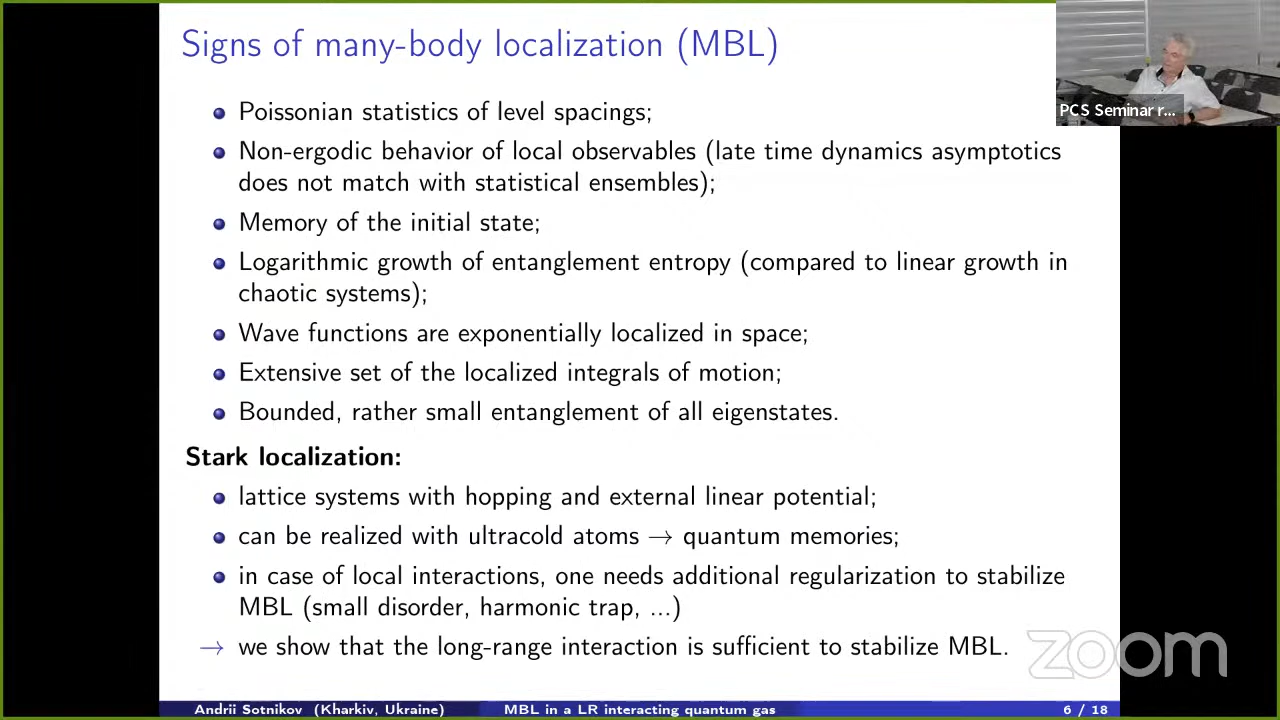 Signs of many-body localization (MBL)
PCS Seminar r...
Poissonian statistics of level spacings;
Non-ergodic behavior of local observables (late time dynamics asymptotics
does not match with statistical ensembles);
Memory of the initial state;
Logarithmic growth of entanglement entropy (compared to linear growth in
chaotic systems);
Wave functions are exponentially localized in space;
Extensive set of the localized integrals of motion;
Bounded, rather small entanglement of all eigenstates.
Stark localization:
lattice systems with hopping and external linear potential;
can be realized with ultracold atoms → quantum memories;
in case of local interactions, one needs additional regularization to stabilize
MBL (small disorder, harmonic trap, ...)
→ we show that the long-range interaction is sufficient to stabilize MBL.
zoom
Andrii Sotnikov (Kharkiv, Ukraine) MBL in a LR interacting quantum gas 6 / 18